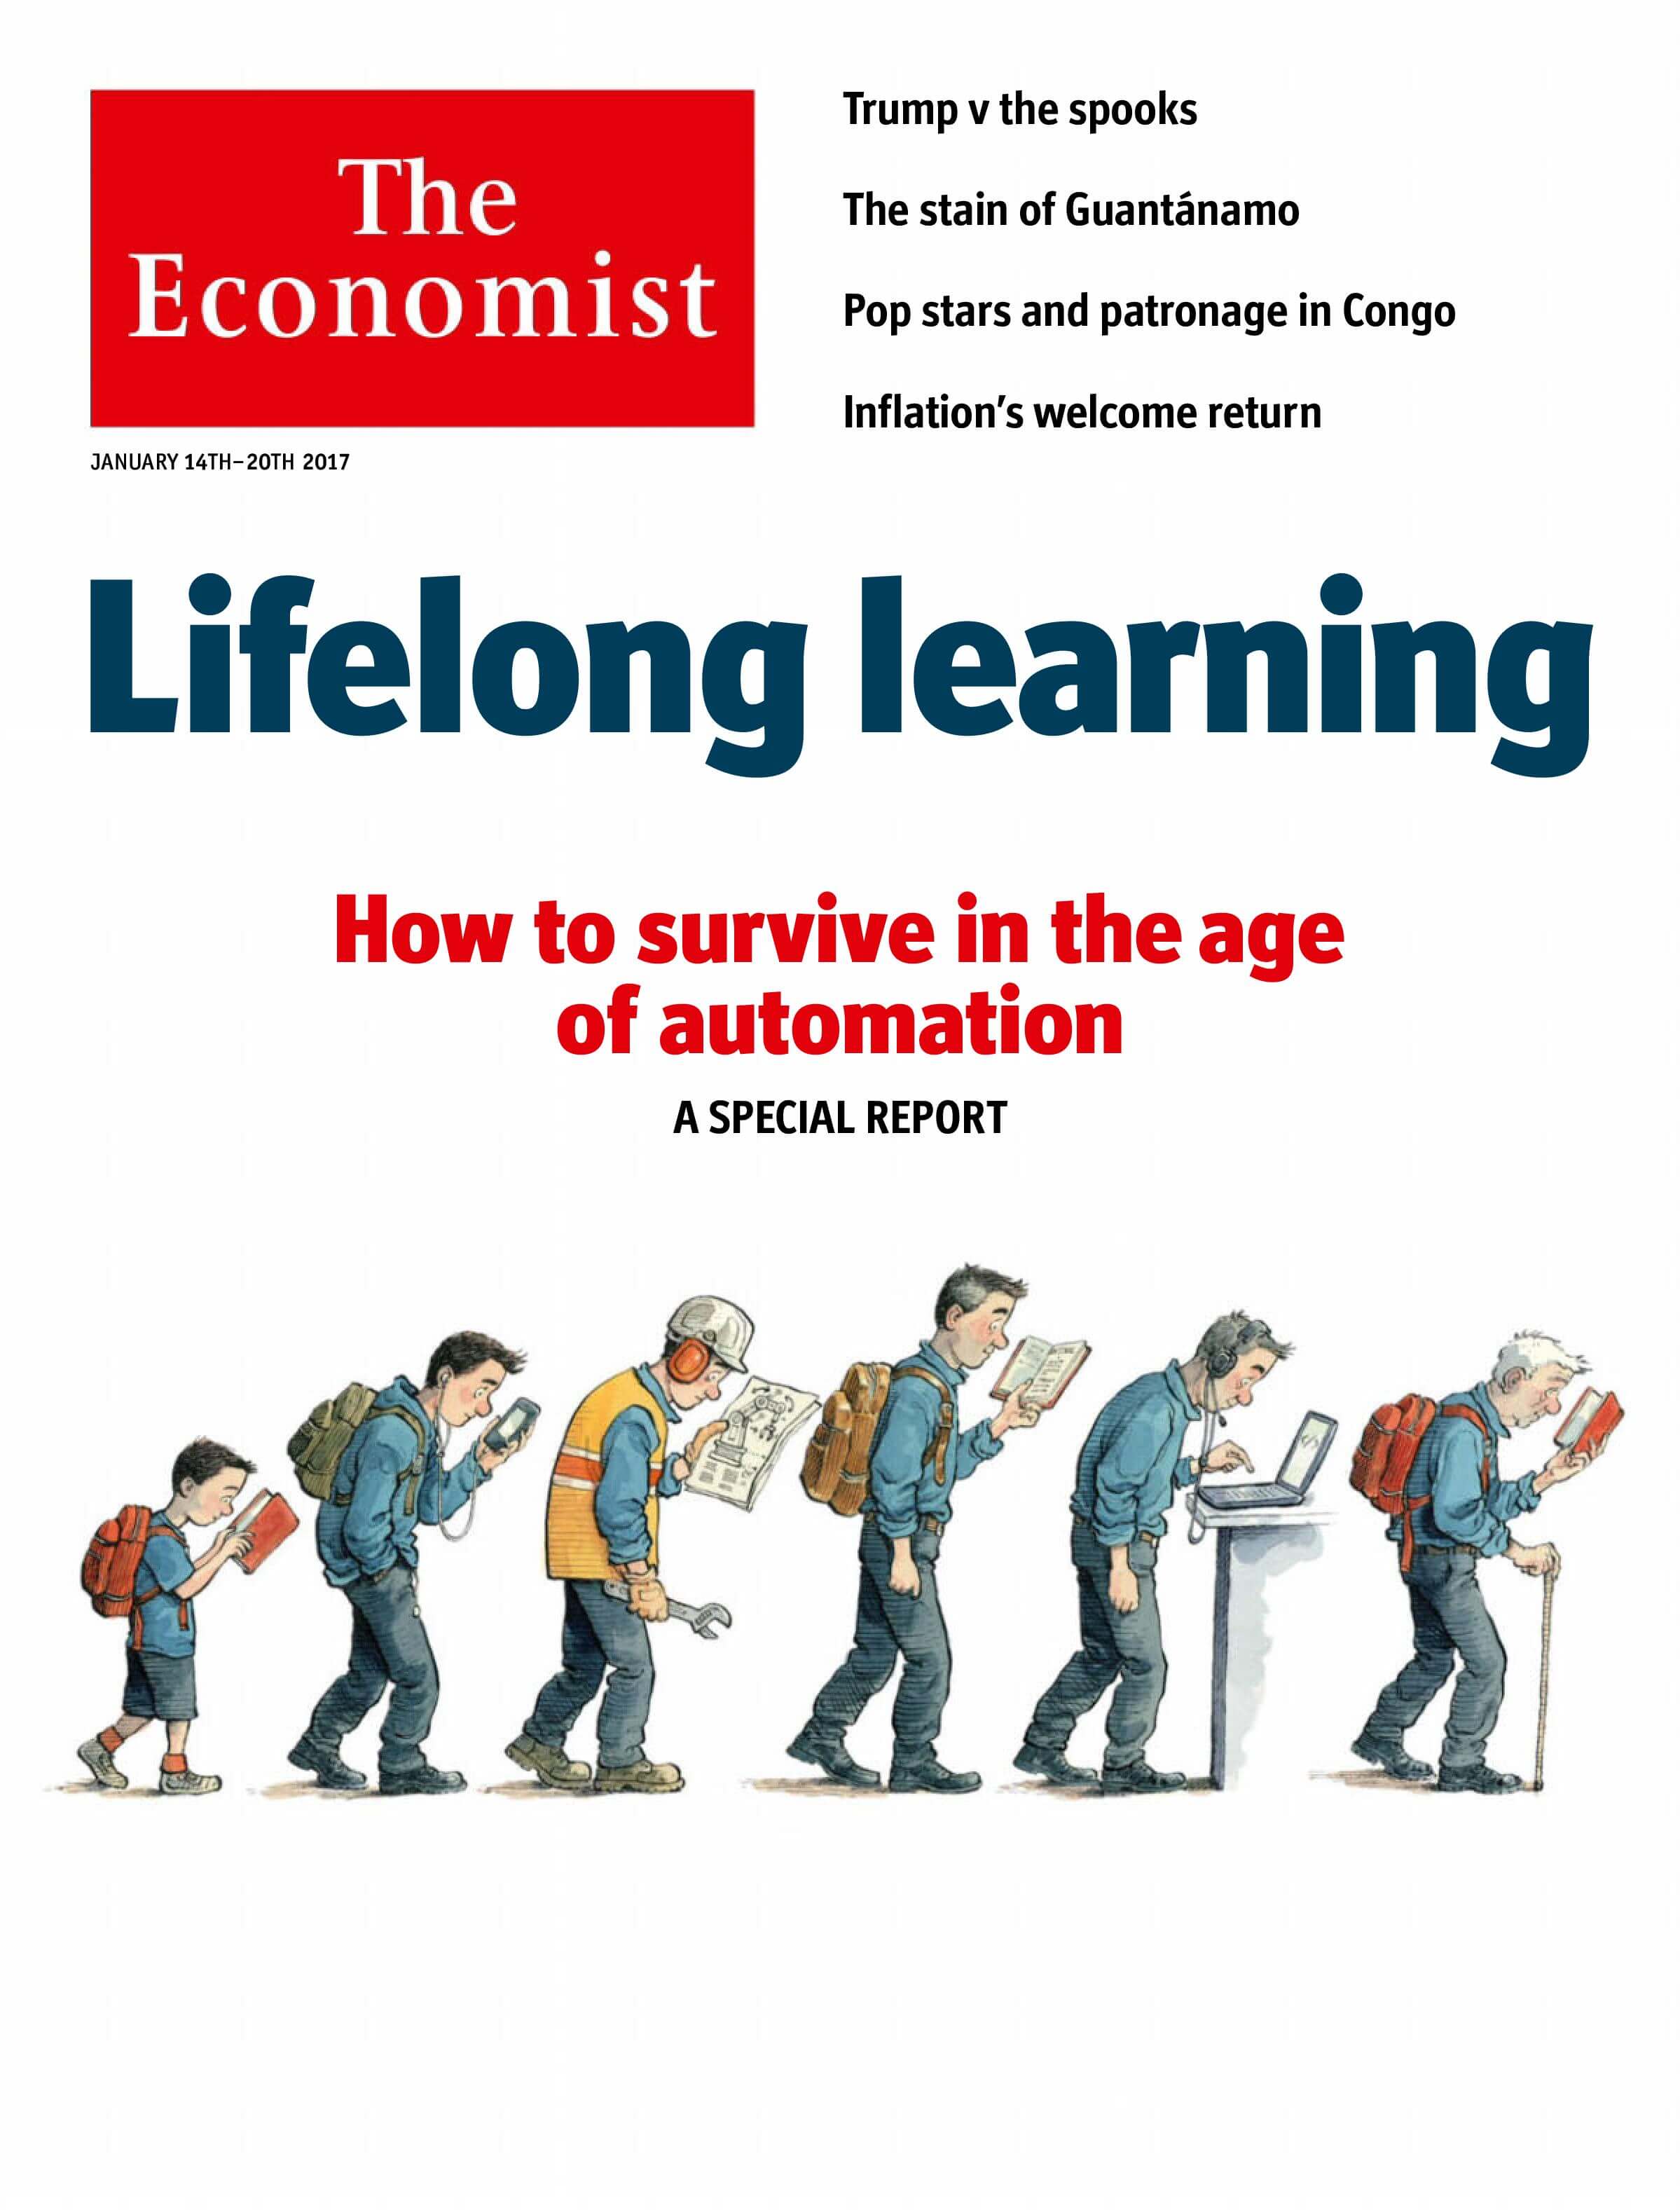 The
Economist
JANUARY 14TH–20TH 2017
Trump v the spooks
The stain of Guantánamo
Pop stars and patronage in Congo
Inflation’s welcome return
Lifelong learning
How to survive in the age
of automation
A SPECIAL REPORT